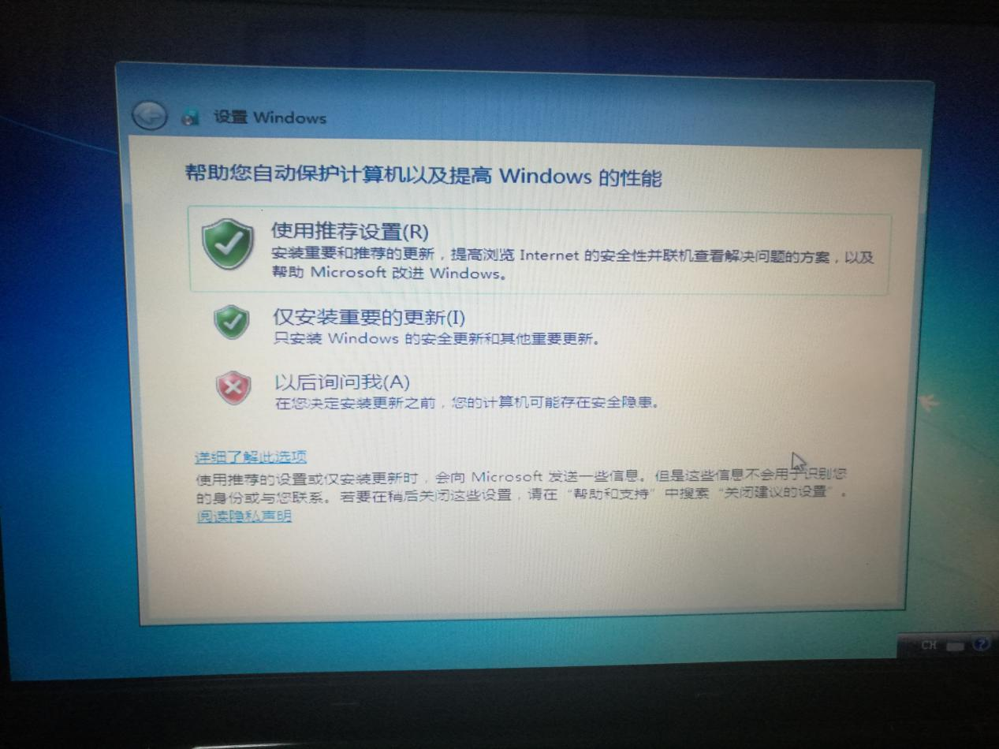 设置 Windows
帮助您自动保护计算机以及提高 Windows 的性能
使用推荐设置(R)
安装重要和推荐的更新，提高浏览 Internet 的安全性并联机查看解决问题的方案，以及
帮助 Microsoft 改进 Windows。
仅安装重要的更新(I)
只安装 Windows 的安全更新和其他重要更新。
以后询问我(A)
在您决定安装更新之前，您的计算机可能存在安全隐患。
详细了解此选项
使用推荐的设置或仅安装更新时，会向 Microsoft 发送一些信息。但是这些信息不会用于识别您
的身份或与您联系。若要在稍后关闭这些设置，请在“帮助和支持”中搜索“关闭建议的设置”。
阅读隐私声明
CH